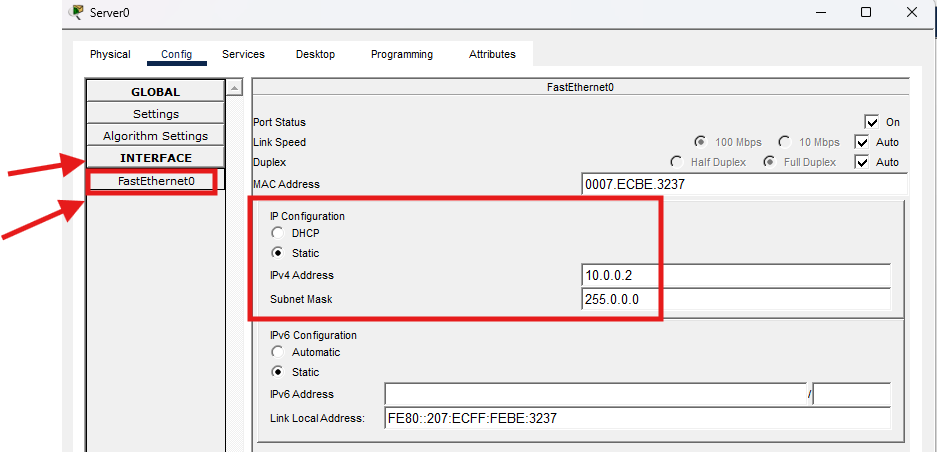 Server0
Physical Config Services Desktop Programming Attributes
GLOBAL
Settings
Algorithm Settings
INTERFACE
FastEthernet0
FastEthernet0
Port Status On
Link Speed 100 Mbps 10 Mbps Auto
Duplex Half Duplex Full Duplex Auto
MAC Address 0007.ECBE.3237
IP Configuration
DHCP
Static
IPv4 Address 10.0.0.2
Subnet Mask 255.0.0.0
IPv6 Configuration
Automatic
Static
IPv6 Address /
Link Local Address: FE80::207:ECFF:FEBE:3237